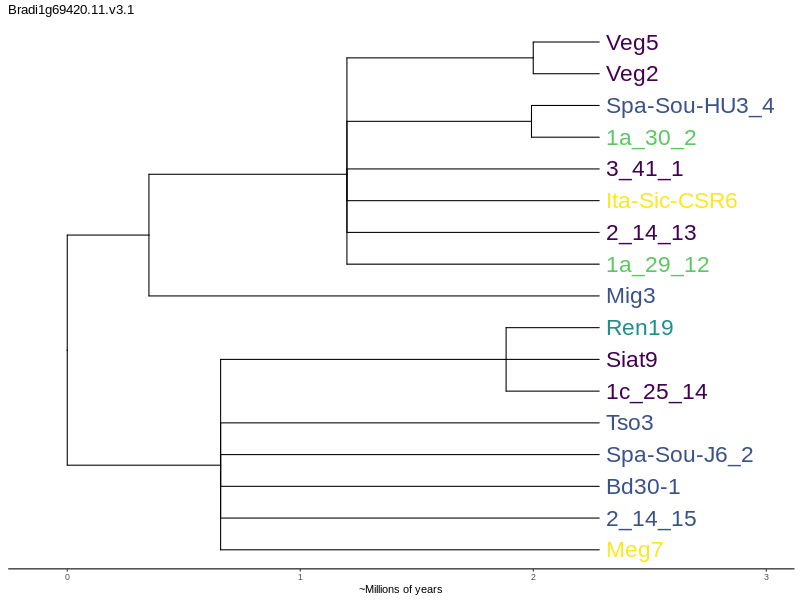 Bradi1g69420.11.v3.1
Veg5
Veg2
Spa-Sou-HU3_4
1a_30_2
3_41_1
Ita-Sic-CSR6
2_14_13
1a_29_12
Mig3
Ren19
Siat9
1c_25_14
Tso3
Spa-Sou-J6_2
Bd30-1
2_14_15
Meg7
0 1 2 3
~Millions of years